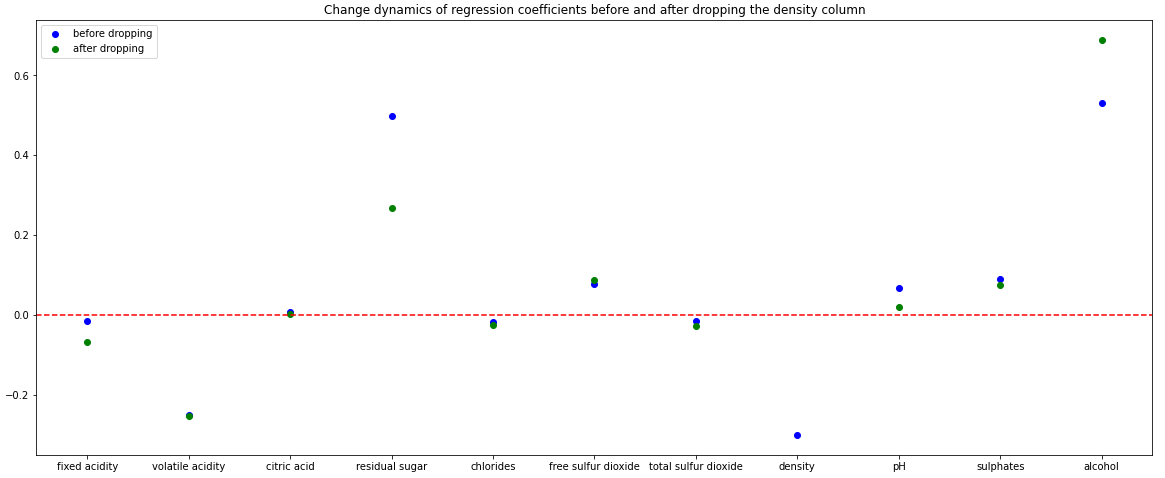 Change dynamics of regression coefficients before and after dropping the density column
before dropping
after dropping
0.6
0.4
0.2
0.0
−0.2
fixed acidity volatile acidity citric acid residual sugar chlorides free sulfur dioxide total sulfur dioxide density pH sulphates alcohol